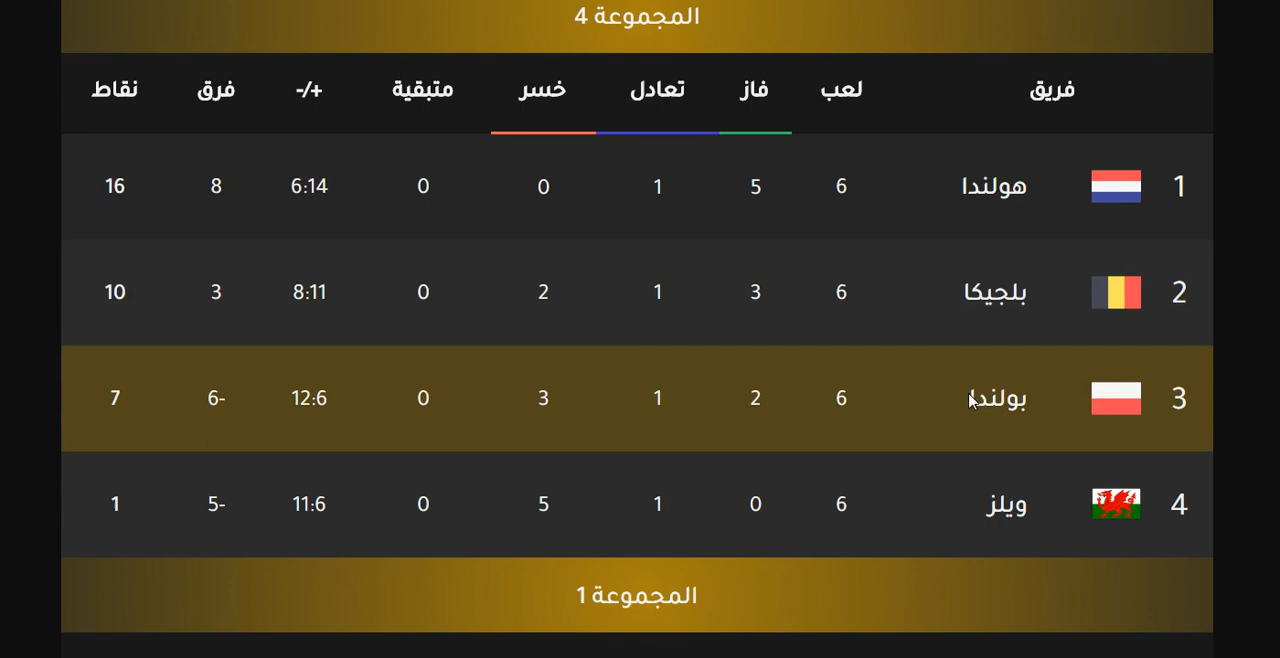 المجموعة 4
فريق لعب فاز تعادل خسر متبقية +/- فرق نقاط
1 هولندا 6 5 1 0 0 6:14 8 16
2 بلجيكا 6 3 1 2 0 8:11 3 10
3 بولندا 6 2 1 3 0 12:6 6- 7
4 ويلز 6 0 1 5 0 11:6 5- 1
المجموعة 1